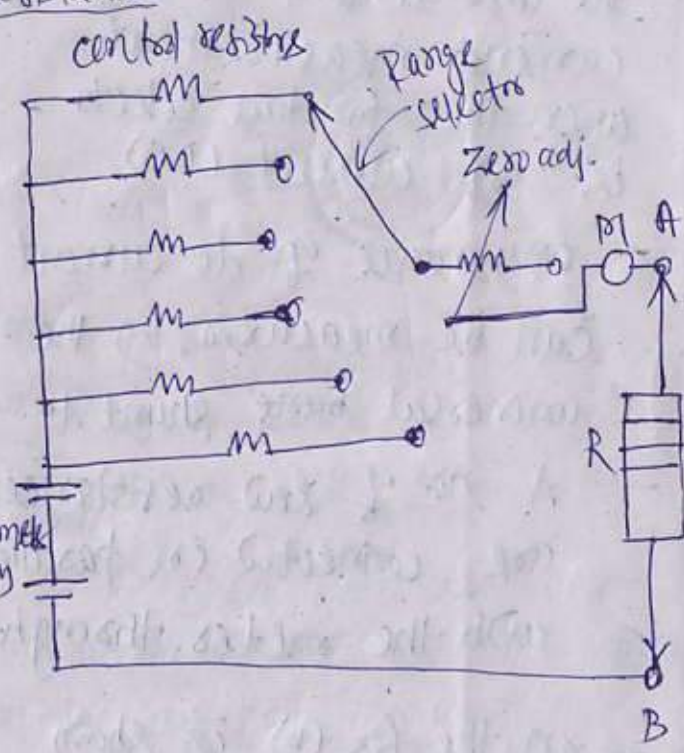 control resistors
Range
selector
Zero adj.
M
A
R
B